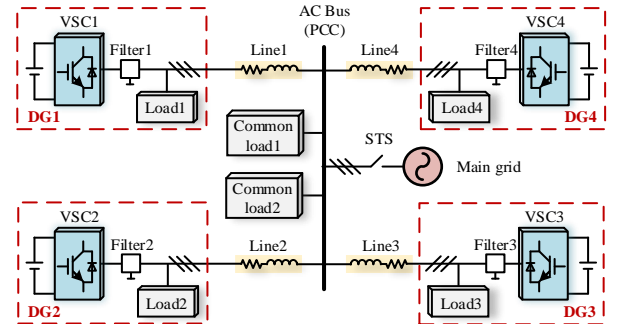 AC Bus
(PCC)
VSC1
Filter1
Line1
Line4
Filter4
VSC4
Load1
DG1
Load4
DG4
Common
load1
STS
Main grid
Common
load2
VSC2
Filter2
Line2
Line3
Filter3
VSC3
Load2
DG2
Load3
DG3